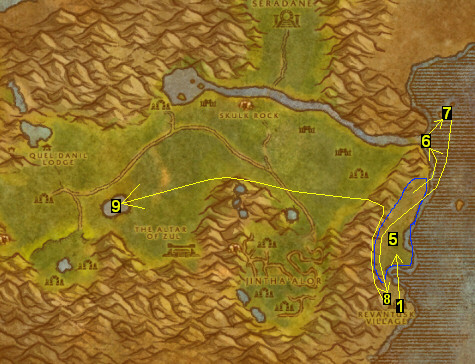 SERADANE
SKULK ROCK
7
6
QUEL'DANIL
LODGE
9
THE ALTAR
OF ZUL
5
JINTHA'ALOR
8
1
REVANTUSK
VILLAGE